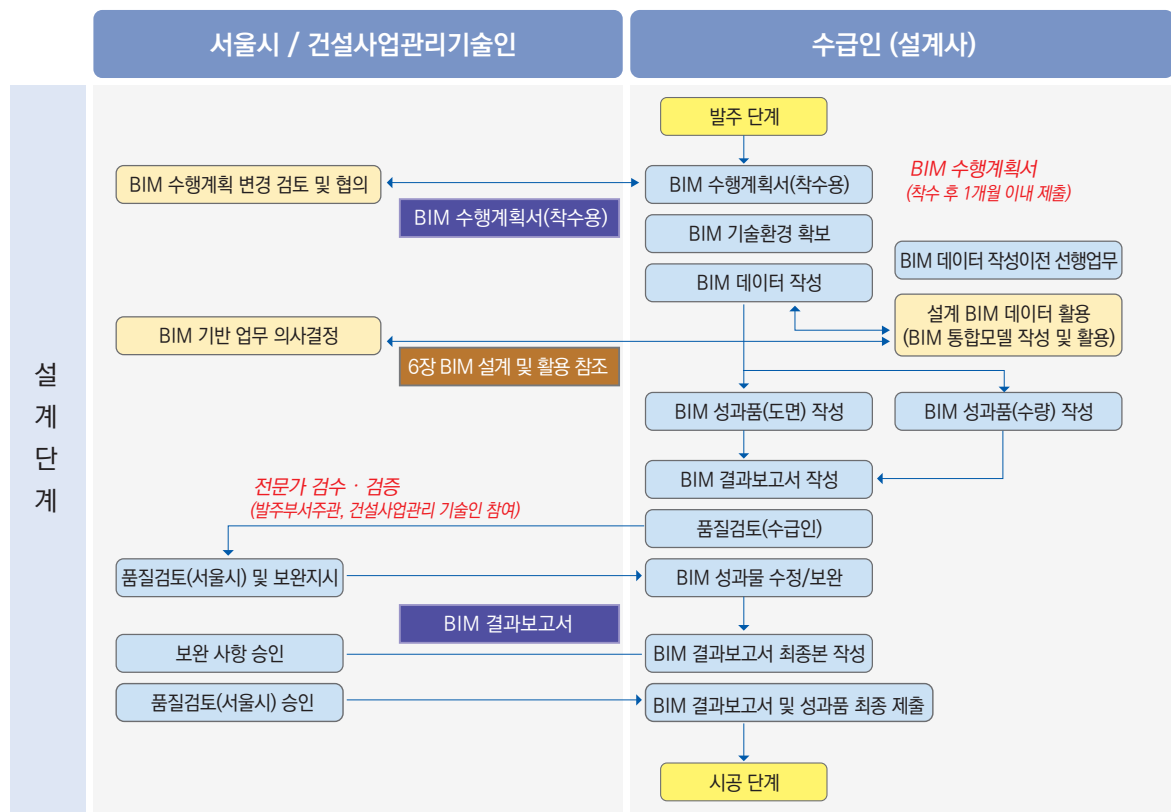 서울시 / 건설사업관리기술인
수급인 (설계사)
설
계
단
계
발주 단계
BIM 수행계획 변경 검토 및 협의
BIM 수행계획서(착수용)
BIM 수행계획서
(착수 후 1개월 이내 제출)
BIM 수행계획서(착수용)
BIM 기술환경 확보
BIM 데이터 작성이전 선행업무
BIM 데이터 작성
설계 BIM 데이터 활용
(BIM 통합모델 작성 및 활용)
BIM 기반 업무 의사결정
6장 BIM 설계 및 활용 참조
BIM 성과품(도면) 작성
BIM 성과품(수량) 작성
BIM 결과보고서 작성
전문가 검수 · 검증
(발주부서주관, 건설사업관리 기술인 참여)
품질검토(수급인)
품질검토(서울시) 및 보완지시
BIM 성과물 수정/보완
BIM 결과보고서
보완 사항 승인
BIM 결과보고서 최종본 작성
품질검토(서울시) 승인
BIM 결과보고서 및 성과품 최종 제출
시공 단계